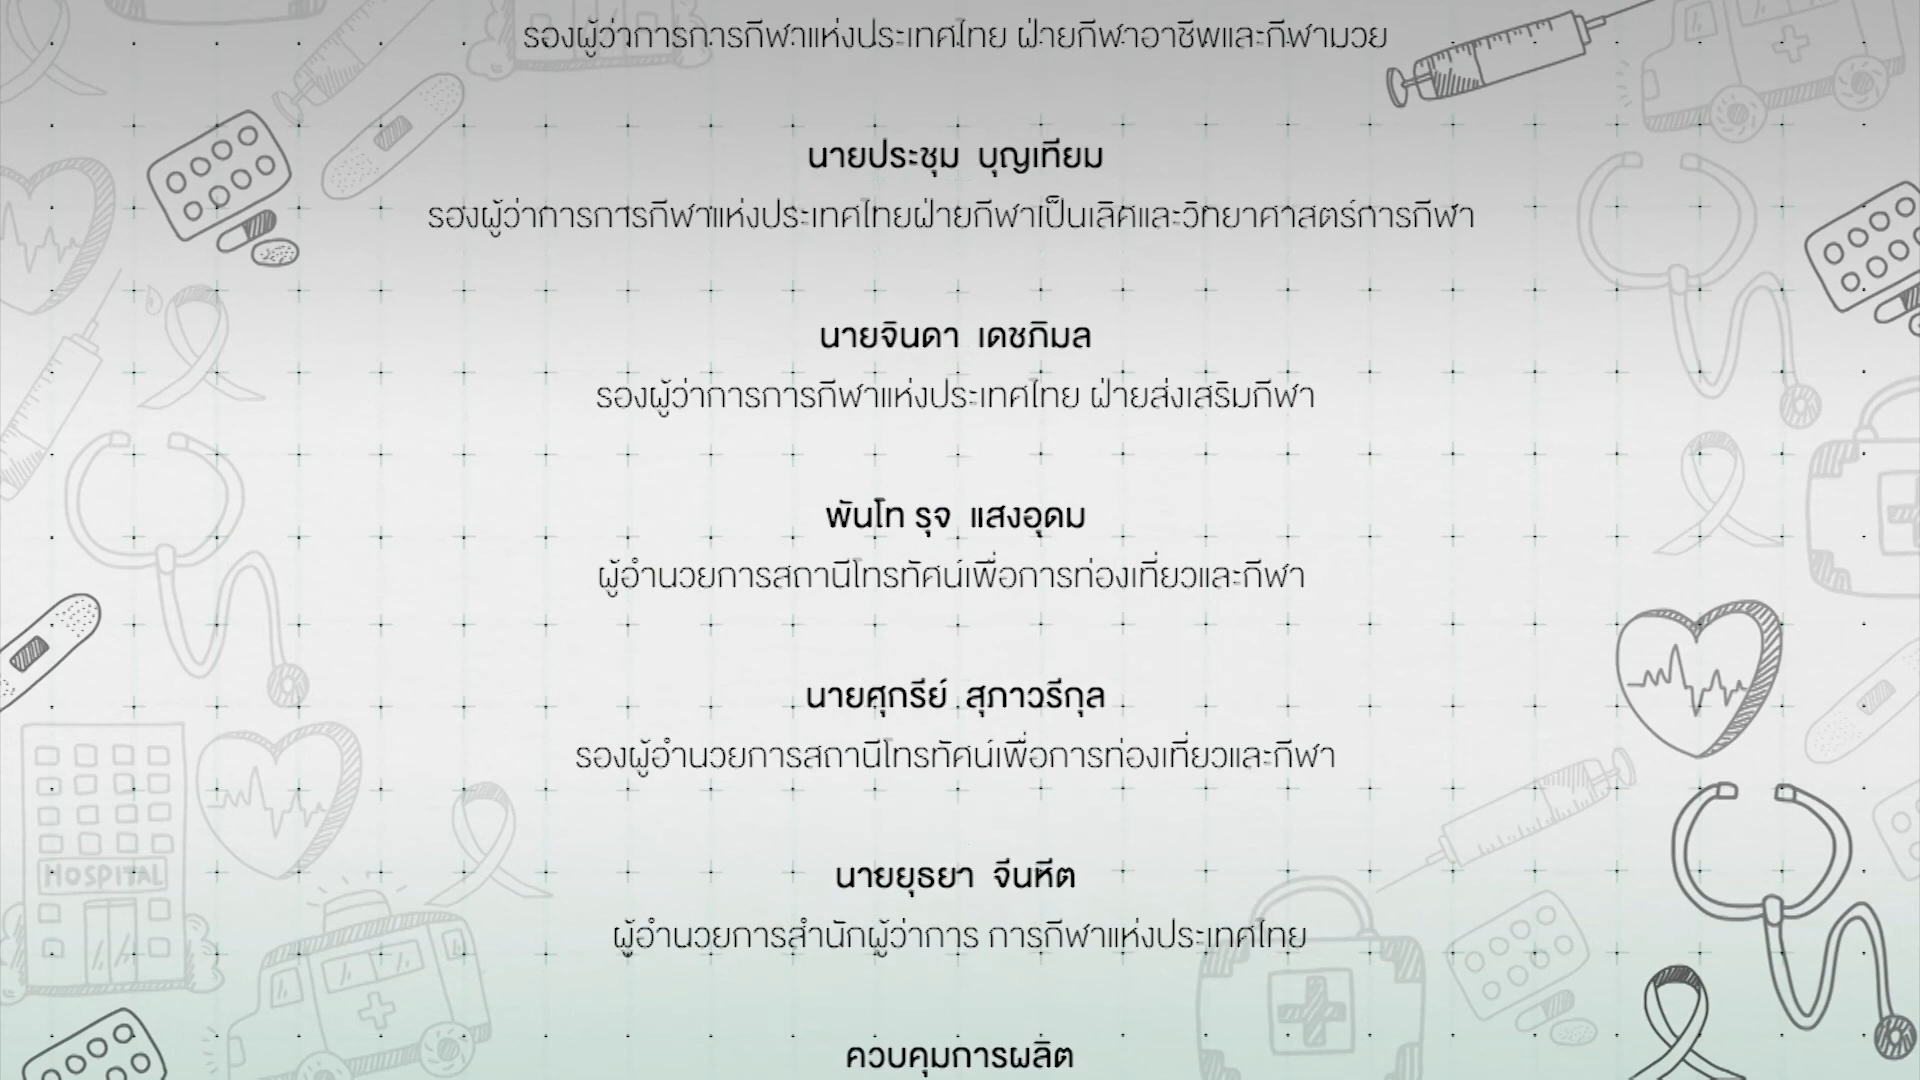 รองผู้ว่าการการกีฬาแห่งประเทศไทย ฝ่ายกีฬาอาชีพและกีฬามวย
นายประชุม บุญเทียม
รองผู้ว่าการการกีฬาแห่งประเทศไทยฝ่ายกีฬาเป็นเลิศและวิทยาศาสตร์การกีฬา
นายจินดา เดชภิมล
รองผู้ว่าการการกีฬาแห่งประเทศไทย ฝ่ายส่งเสริมกีฬา
พันโท รุจ แสงอุดม
ผู้อำนวยการสถานีโทรทัศน์เพื่อการท่องเที่ยวและกีฬา
นายศุกรีย์ สุภาวรีกุล
รองผู้อำนวยการสถานีโทรทัศน์เพื่อการท่องเที่ยวและกีฬา
นายยุธยา จีนหีต
ผู้อำนวยการสำนักผู้ว่าการ การกีฬาแห่งประเทศไทย
HOSPITAL
ควบคุมการผลิต